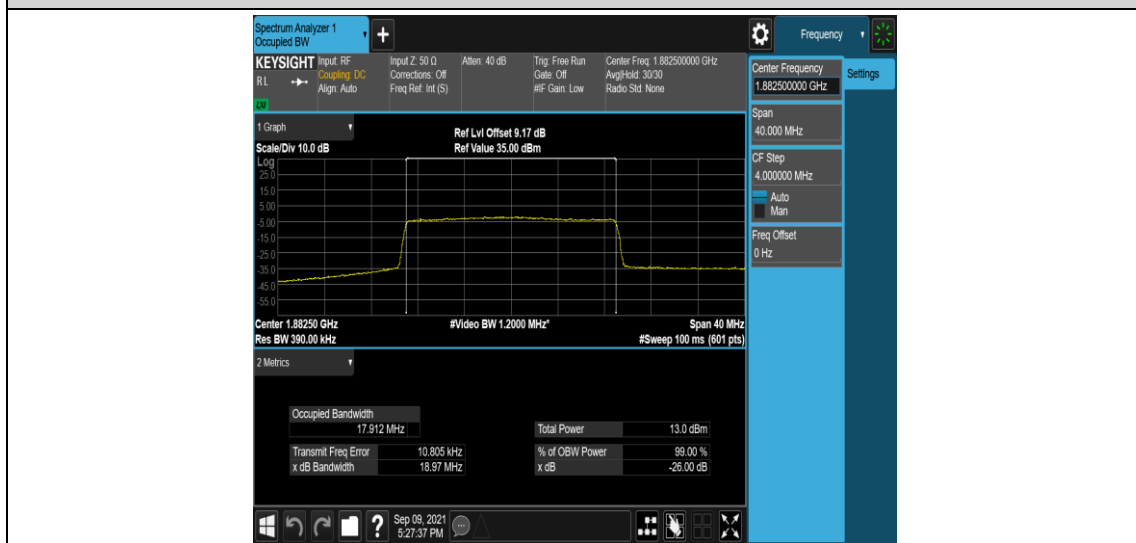 Spectrum Analyzer 1
Occupied BW
+
Frequency
KEYSIGHT
RL
LXI
Input: RF
Coupling: DC
Align: Auto
Input Z: 50 Ω
Corrections: Off
Freq Ref: Int (S)
Atten: 40 dB
Trig: Free Run
Gate: Off
#IF Gain: Low
Center Freq: 1.882500000 GHz
Avg|Hold: 30/30
Radio Std: None
Center Frequency
1.882500000 GHz
Settings
Span
40.000 MHz
CF Step
4.000000 MHz
Auto
Man
Freq Offset
0 Hz
1 Graph
Scale/Div 10.0 dB
Ref Lvl Offset 9.17 dB
Ref Value 35.00 dBm
Log
25.0
15.0
5.00
-5.00
-15.0
-25.0
-35.0
-45.0
-55.0
Center 1.88250 GHz
#Video BW 1.2000 MHz*
Span 40 MHz
Res BW 390.00 kHz
#Sweep 100 ms (601 pts)
2 Metrics
Occupied Bandwidth
17.912 MHz
Total Power 13.0 dBm
Transmit Freq Error 10.805 kHz
% of OBW Power 99.00 %
x dB Bandwidth 18.97 MHz
x dB -26.00 dB
?
Sep 09, 2021
5:27:37 PM